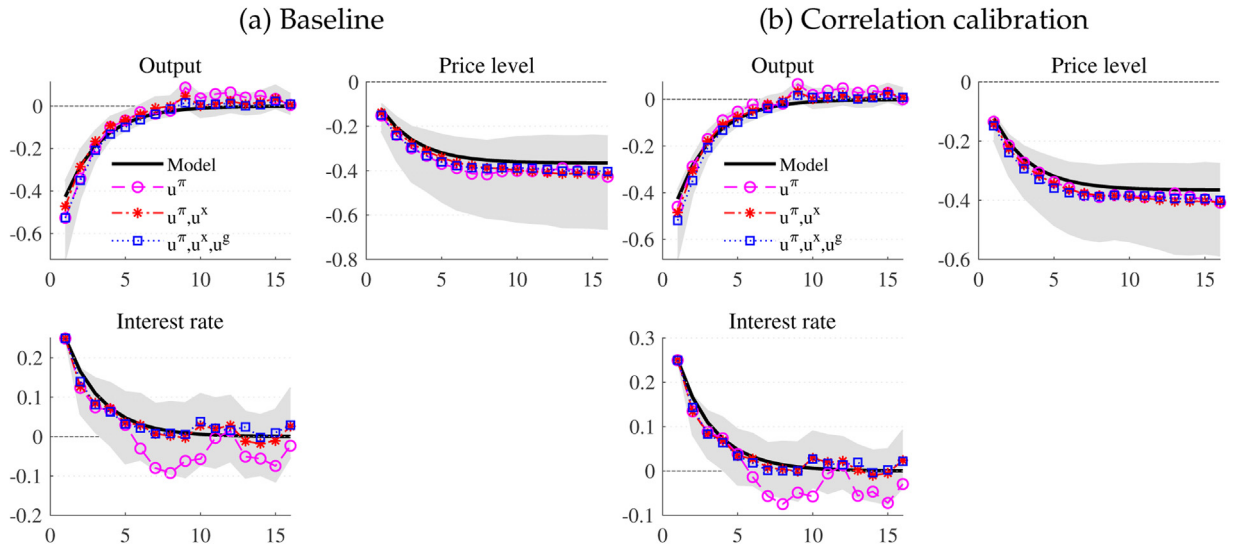 (a) Baseline
(b) Correlation calibration
Output
0
-0.2
-0.4
-0.6
0 5 10 15
Model
u^π
u^π,u^x
u^π,u^x,u^g
Price level
0
-0.2
-0.4
-0.6
-0.8
0 5 10 15
Output
0
-0.2
-0.4
-0.6
0 5 10 15
Model
u^π
u^π,u^x
u^π,u^x,u^g
Price level
0
-0.2
-0.4
-0.6
0 5 10 15
Interest rate
0.2
0.1
0
-0.1
-0.2
0 5 10 15
Interest rate
0.3
0.2
0.1
0
-0.1
0 5 10 15